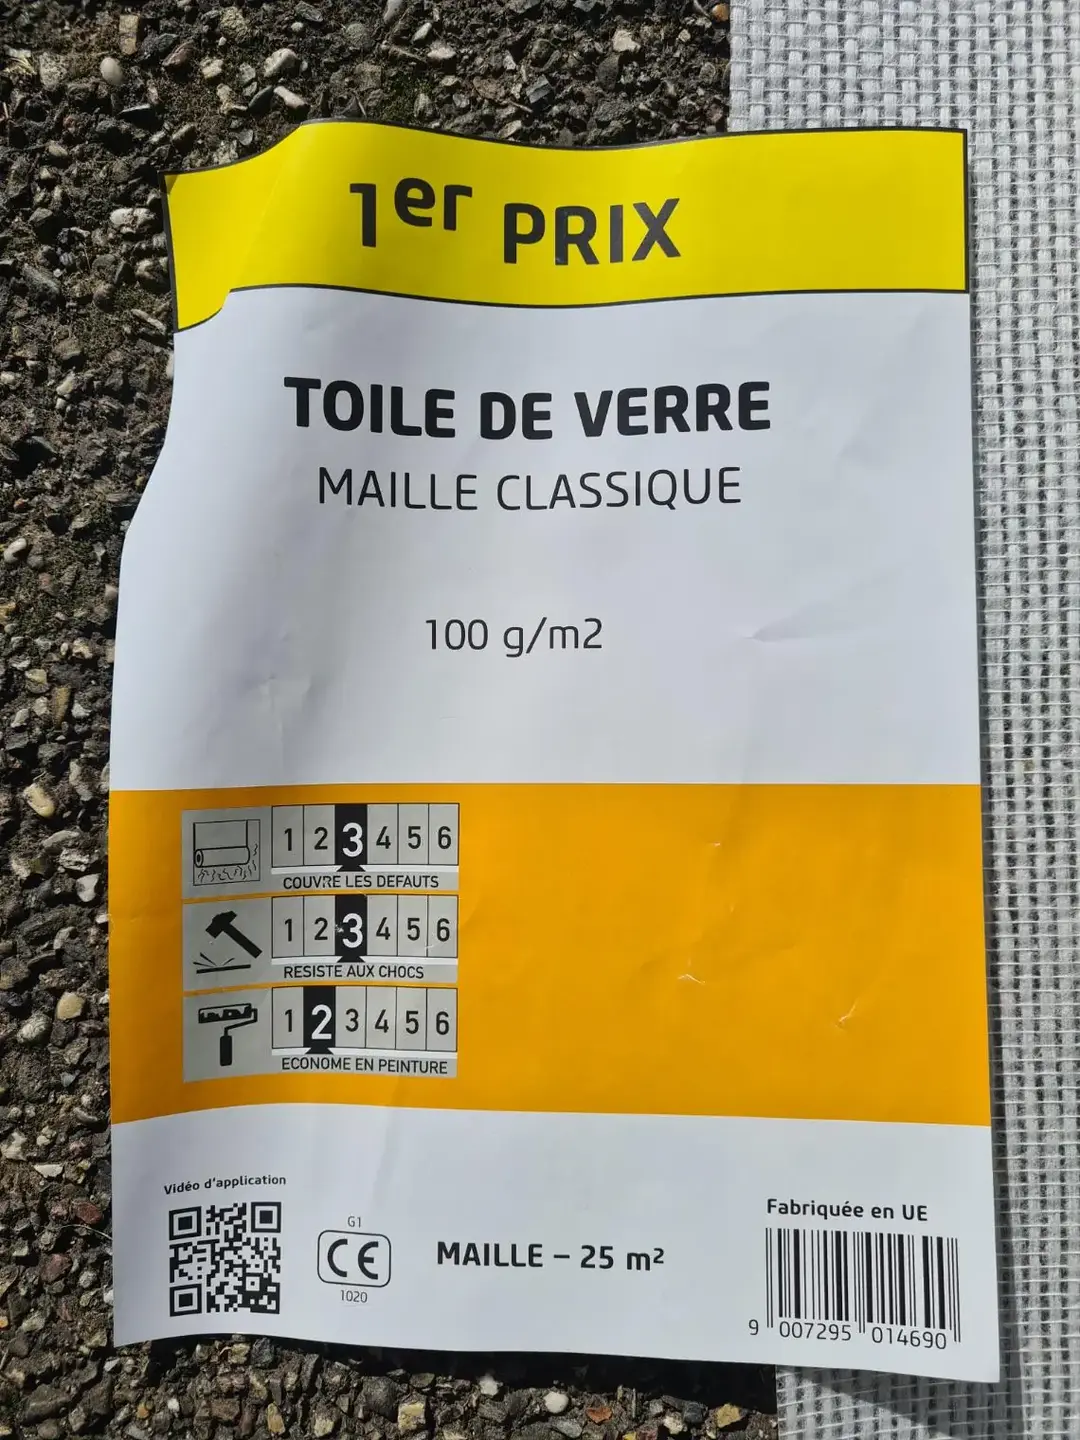 1er PRIX
TOILE DE VERRE
MAILLE CLASSIQUE
100 g/m2
1 2 3 4 5 6
COUVRE LES DEFAUTS
1 2 3 4 5 6
RESISTE AUX CHOCS
1 2 3 4 5 6
ECONOME EN PEINTURE
Vidéo d'application
G1
CE
1020
MAILLE – 25 m²
Fabriquée en UE
9 007295 014690